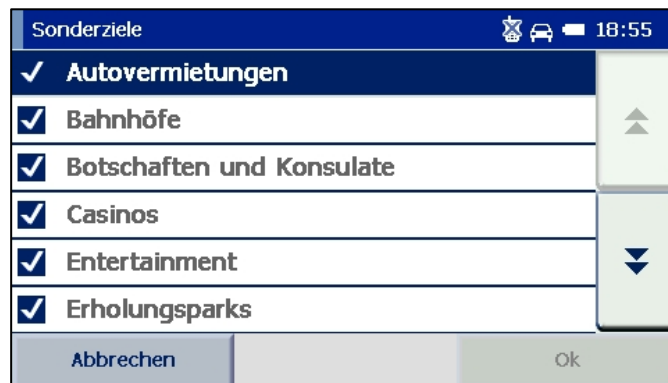 Sonderziele 18:55
Autovermietungen
Bahnhöfe
Botschaften und Konsulate
Casinos
Entertainment
Erholungsparks
Abbrechen Ok